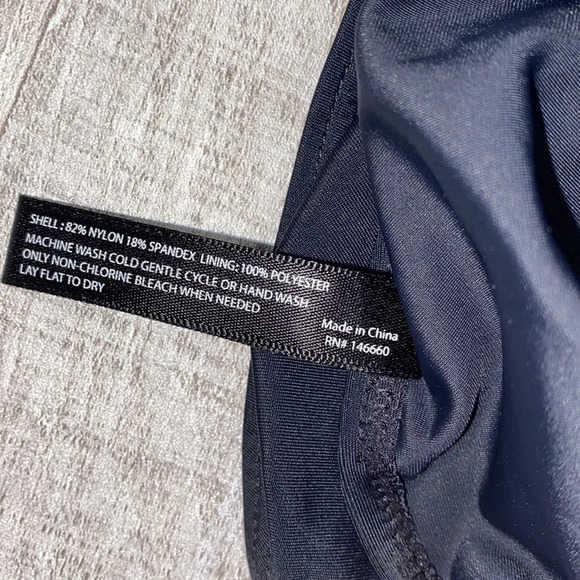 SHELL : 82% NYLON 18% SPANDEX LINING: 100% POLYESTER
MACHINE WASH COLD GENTLE CYCLE OR HAND WASH
ONLY NON-CHLORINE BLEACH WHEN NEEDED
LAY FLAT TO DRY
Made in China
RN# 146660